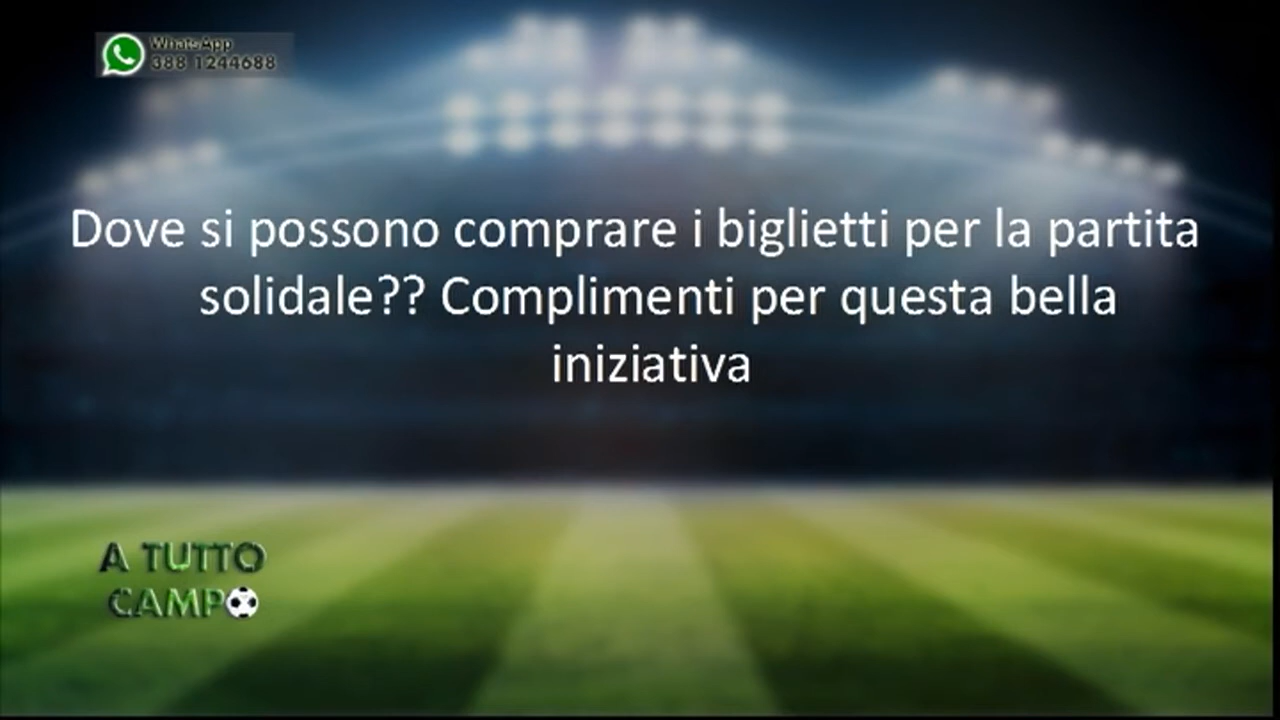 WhatsApp
388 1244688
Dove si possono comprare i biglietti per la partita
solidale?? Complimenti per questa bella
iniziativa
A TUTTO
CAMPO